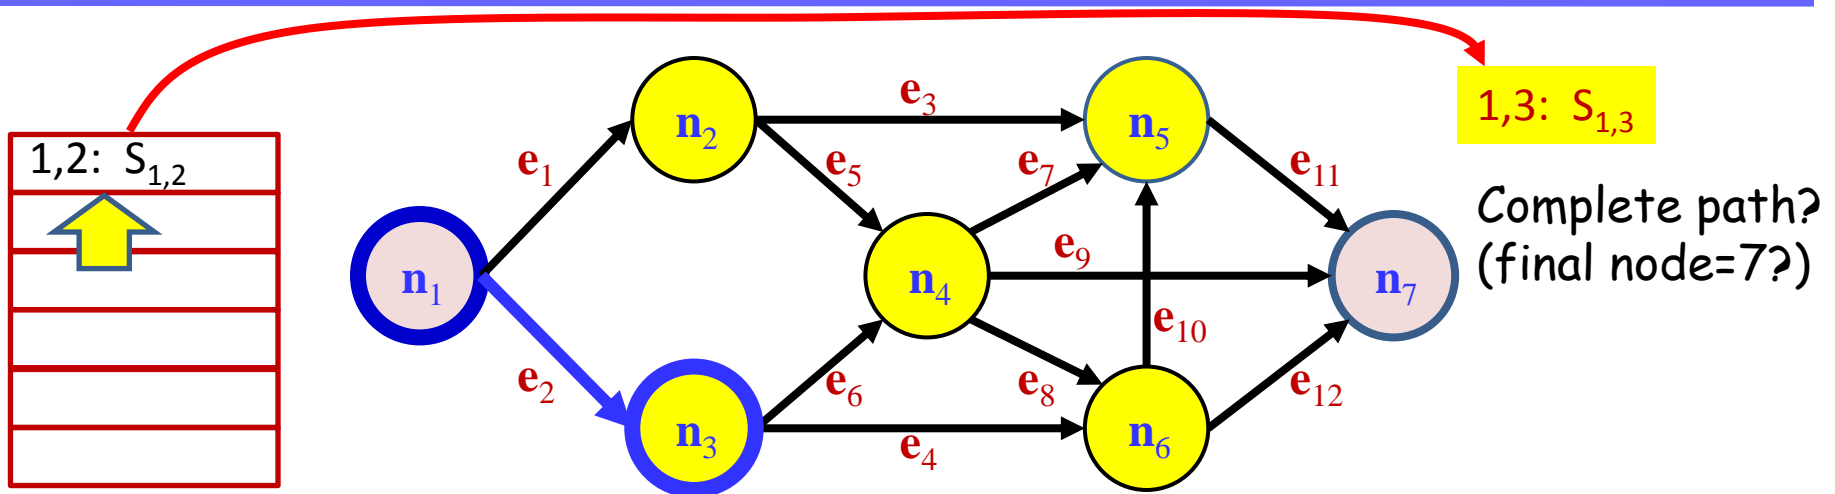 1,2: S1,2
n1
e1
e2
n2
n3
e3
e5
e6
e4
n4
e7
e9
e8
n5
e10
n6
e11
e12
n7
1,3: S1,3
Complete path?
(final node=7?)